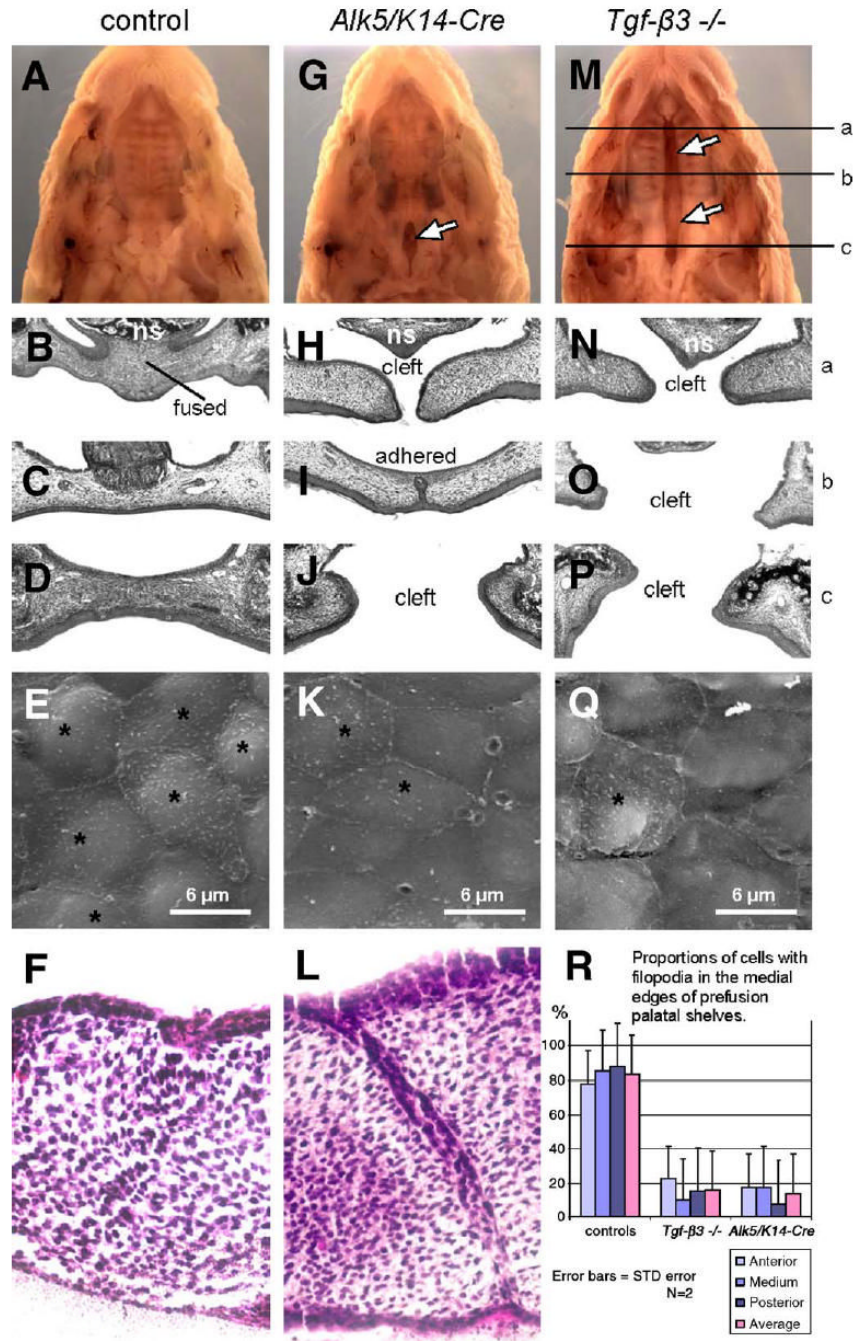 control
Alk5/K14-Cre
Tgf-β3 -/-
A
G
M
a
b
c
B
ns
fused
H
ns
cleft
N
ns
cleft
a
C
I
adhered
O
cleft
b
D
J
cleft
P
cleft
c
E
*
*
*
*
*
*
6 µm
K
*
*
6 µm
Q
*
6 µm
F
L
R
Proportions of cells with
filopodia in the medial
edges of prefusion
palatal shelves.
%
100
80
60
40
20
0
controls
Tgf-β3 -/-
Alk5/K14-Cre
Error bars = STD error
N=2
Anterior
Medium
Posterior
Average